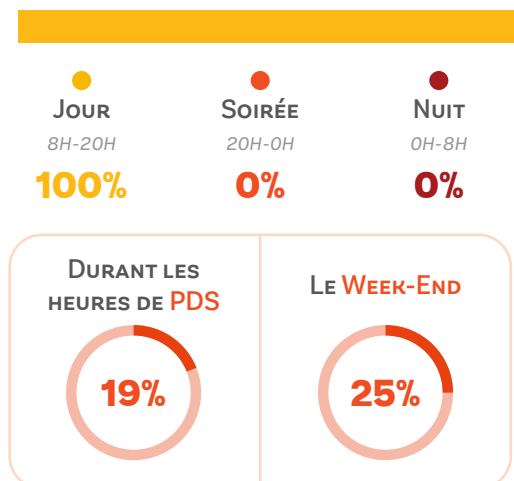 Jour
8H-20H
100%
Soirée
20H-0H
0%
Nuit
0H-8H
0%
Durant les
heures de PDS
19%
Le Week-End
25%